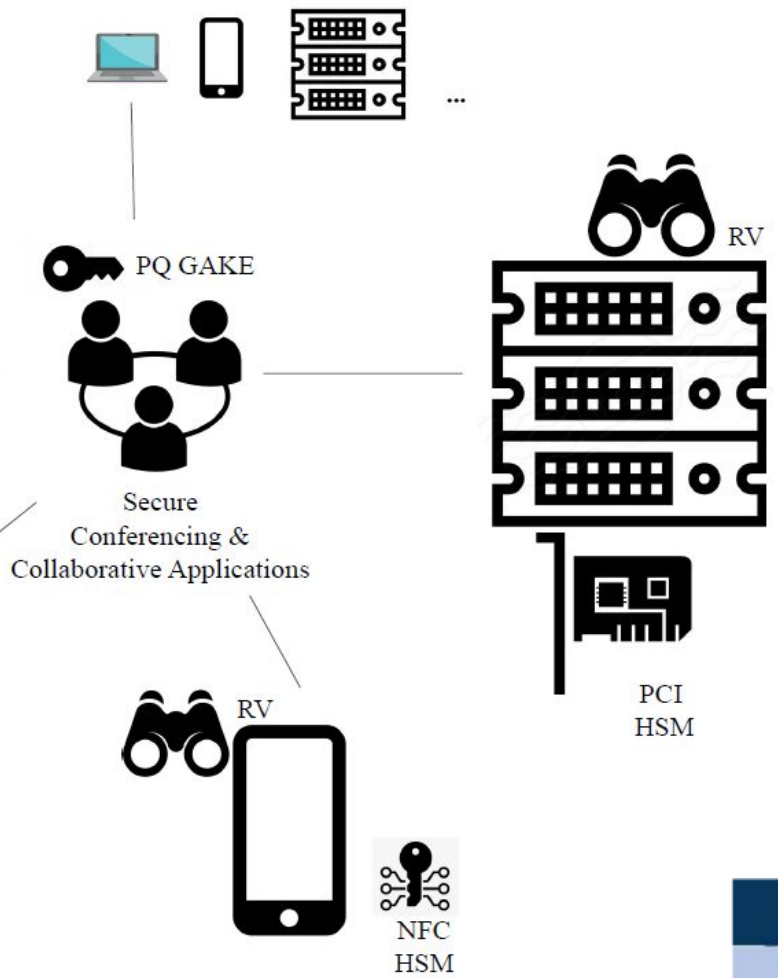 ...
RV
PQ GAKE
Secure
Conferencing &
Collaborative Applications
PCI
HSM
RV
NFC
HSM